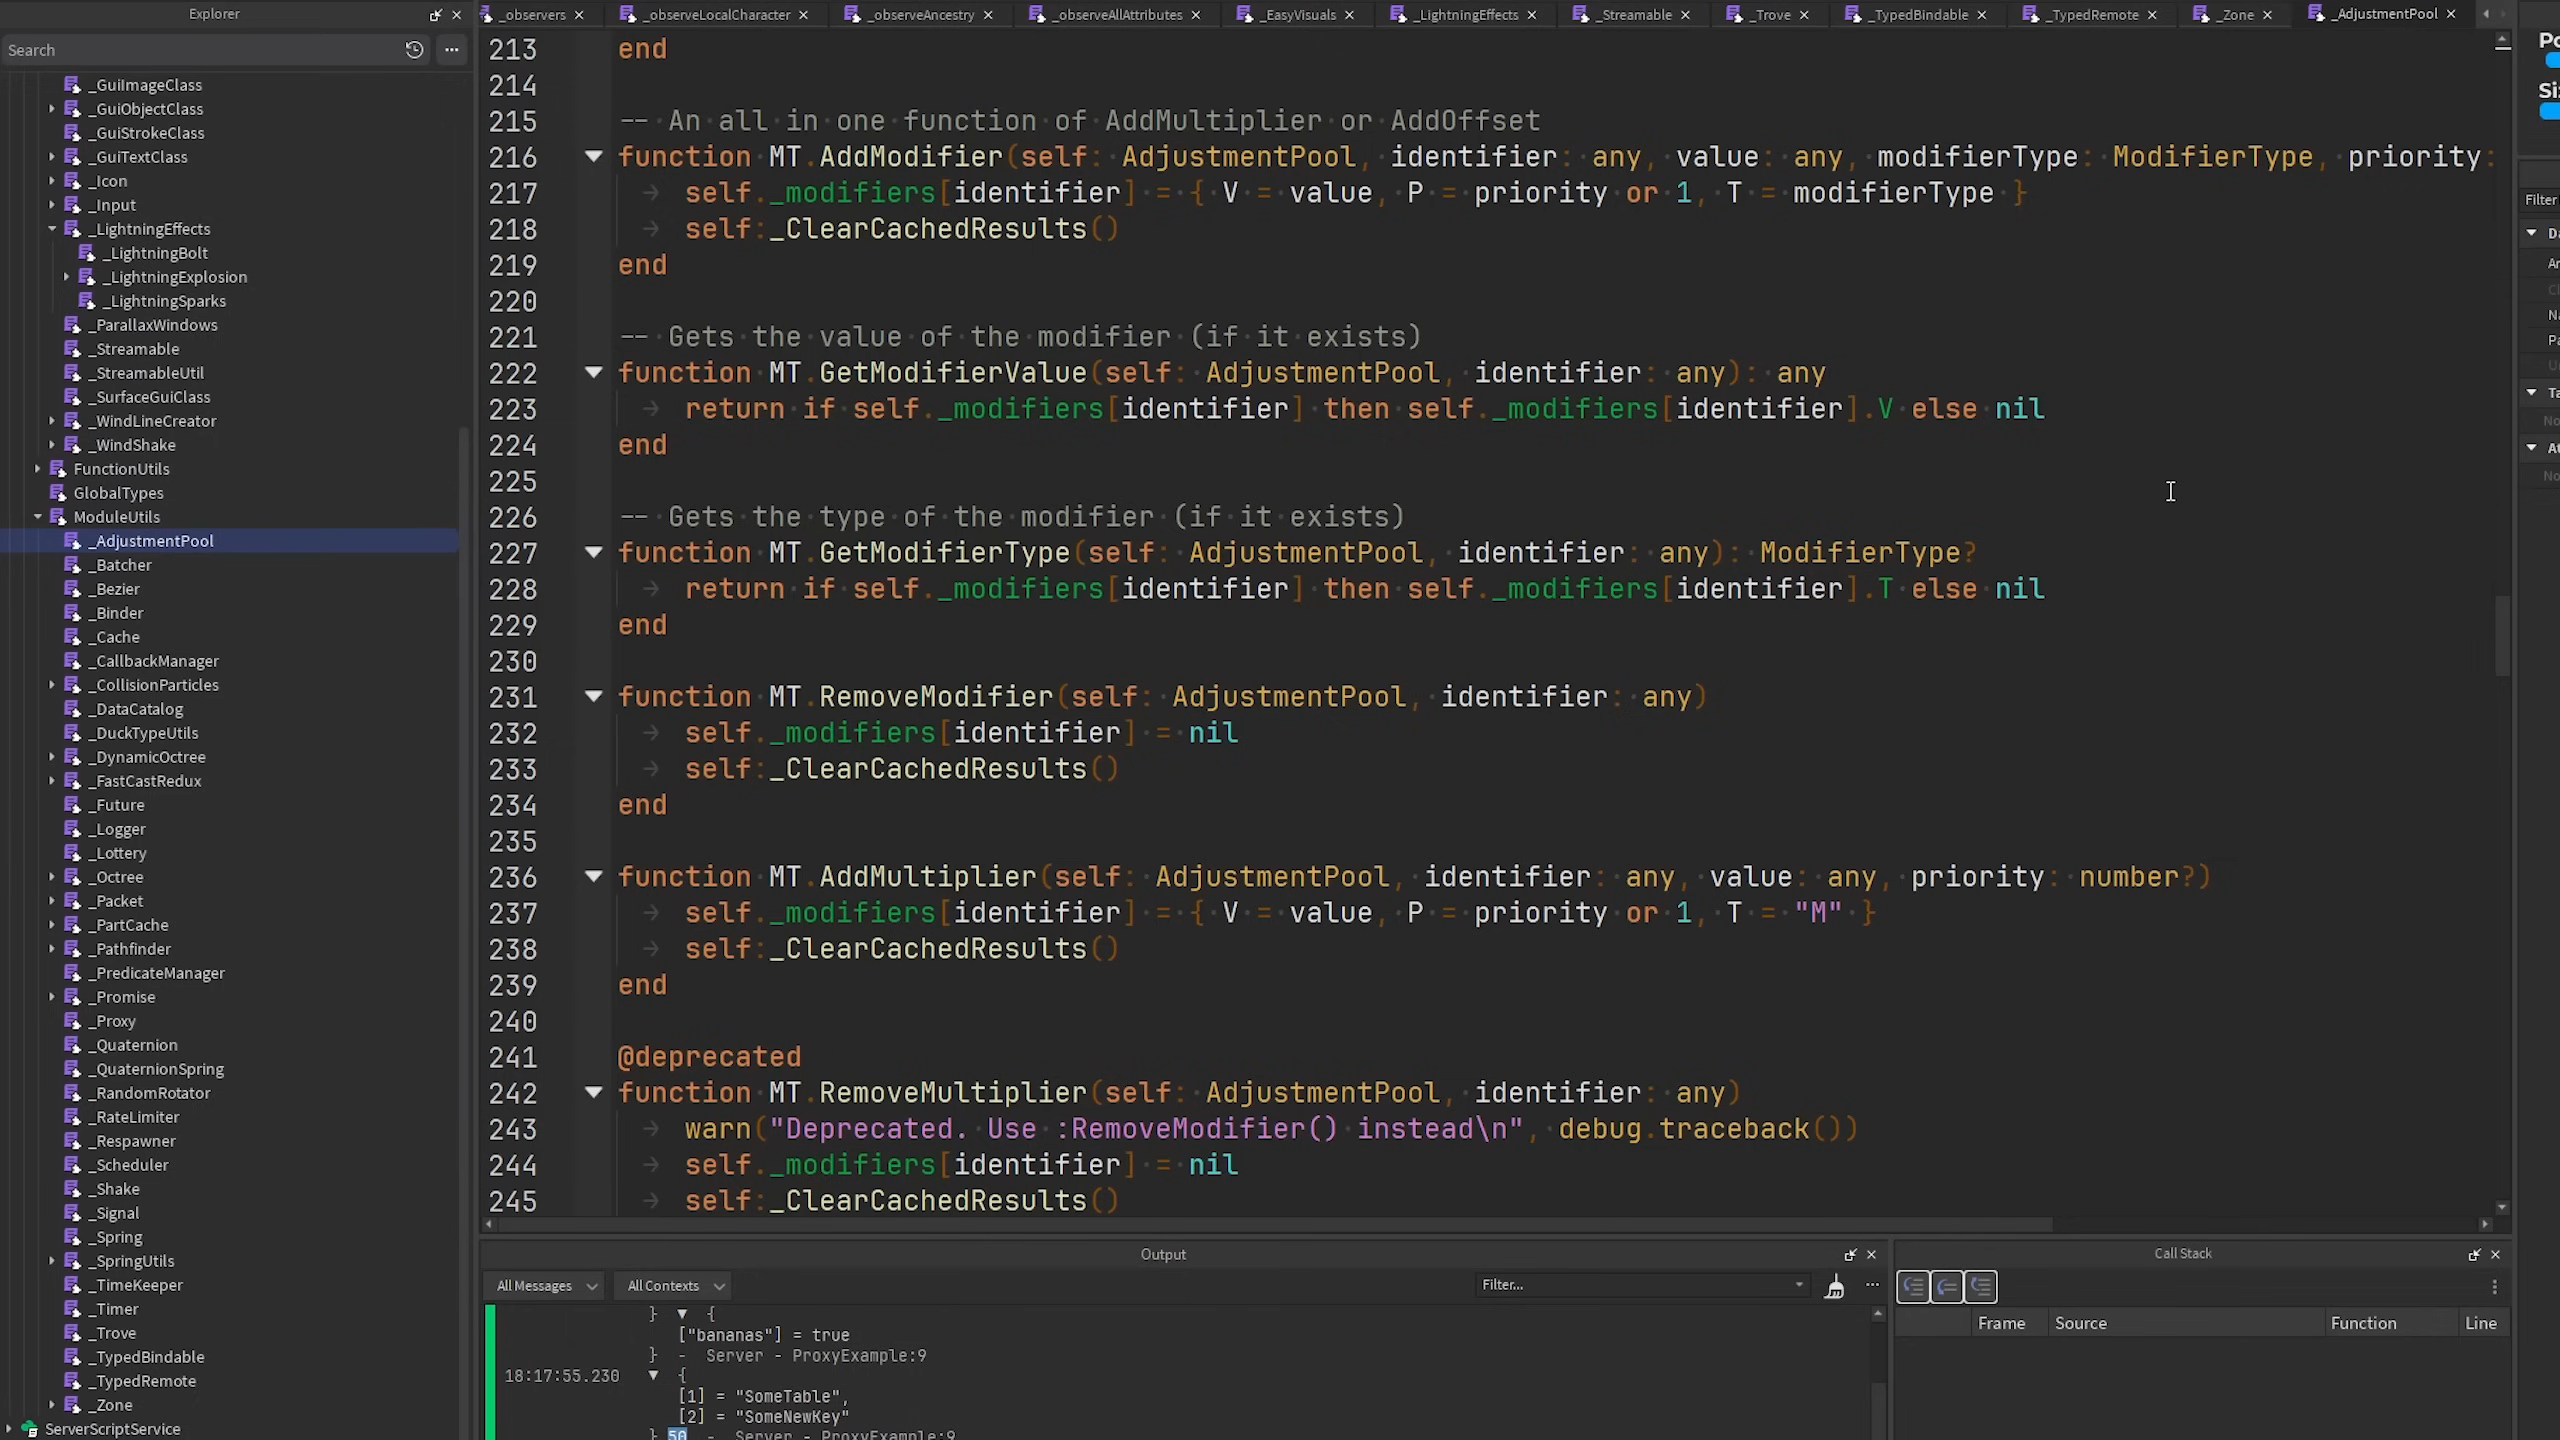 Explorer
Search
_GuiImageClass
_GuiObjectClass
_GuiStrokeClass
_GuiTextClass
_Icon
_Input
_LightningEffects
_LightningBolt
_LightningExplosion
_LightningSparks
_ParallaxWindows
_Streamable
_StreamableUtil
_SurfaceGuiClass
_WindLineCreator
_WindShake
FunctionUtils
GlobalTypes
ModuleUtils
_AdjustmentPool
_Batcher
_Bezier
_Binder
_Cache
_CallbackManager
_CollisionParticles
_DataCatalog
_DuckTypeUtils
_DynamicOctree
_FastCastRedux
_Future
_Logger
_Lottery
_Octree
_Packet
_PartCache
_Pathfinder
_PredicateManager
_Promise
_Proxy
_Quaternion
_QuaternionSpring
_RandomRotator
_RateLimiter
_Respawner
_Scheduler
_Shake
_Signal
_Spring
_SpringUtils
_TimeKeeper
_Timer
_Trove
_TypedBindable
_TypedRemote
_Zone
ServerScriptService
_observers _observeLocalCharacter _observeAncestry _observeAllAttributes _EasyVisuals _LightningEffects _Streamable _Trove _TypedBindable _TypedRemote _Zone _AdjustmentPool
213 end
214
215 -- An all in one function of AddMultiplier or AddOffset
216 function MT.AddModifier(self: AdjustmentPool, identifier: any, value: any, modifierType: ModifierType, priority:
217 self._modifiers[identifier] = { V = value, P = priority or 1, T = modifierType }
218 self:_ClearCachedResults()
219 end
220
221 -- Gets the value of the modifier (if it exists)
222 function MT.GetModifierValue(self: AdjustmentPool, identifier: any): any
223 return if self._modifiers[identifier] then self._modifiers[identifier].V else nil
224 end
225
226 -- Gets the type of the modifier (if it exists)
227 function MT.GetModifierType(self: AdjustmentPool, identifier: any): ModifierType?
228 return if self._modifiers[identifier] then self._modifiers[identifier].T else nil
229 end
230
231 function MT.RemoveModifier(self: AdjustmentPool, identifier: any)
232 self._modifiers[identifier] = nil
233 self:_ClearCachedResults()
234 end
235
236 function MT.AddMultiplier(self: AdjustmentPool, identifier: any, value: any, priority: number?)
237 self._modifiers[identifier] = { V = value, P = priority or 1, T = "M" }
238 self:_ClearCachedResults()
239 end
240
241 @deprecated
242 function MT.RemoveMultiplier(self: AdjustmentPool, identifier: any)
243 warn("Deprecated. Use :RemoveModifier() instead\n", debug.traceback())
244 self._modifiers[identifier] = nil
245 self:_ClearCachedResults()
Output
All Messages All Contexts Filter...
} {
["bananas"] = true
} - Server - ProxyExample:9
18:17:55.230 {
[1] = "SomeTable",
[2] = "SomeNewKey"
} 50 - Server - ProxyExample:9
Call Stack
Frame Source Function Line
Filter